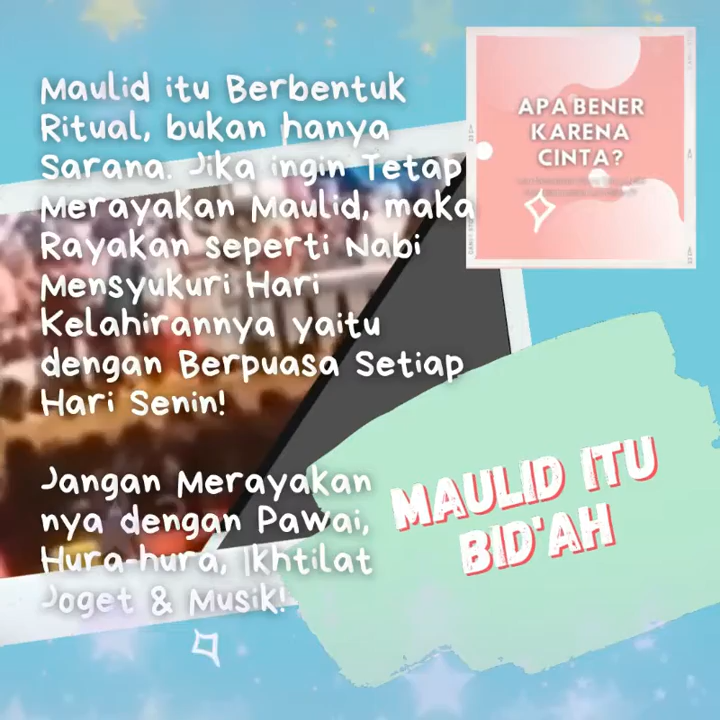 Maulid itu Berbentuk
Ritual, bukan hanya
Sarana. Jika ingin Tetap
Merayakan Maulid, maka
Rayakan seperti Nabi
Mensyukuri Hari
Kelahirannya yaitu
dengan Berpuasa Setiap
Hari Senin!
Jangan Merayakan
nya dengan Pawai,
Hura-hura, Ikhtilat
Joget & Musik!
APA BENER
KARENA
CINTA?
MAULID ITU
BID'AH